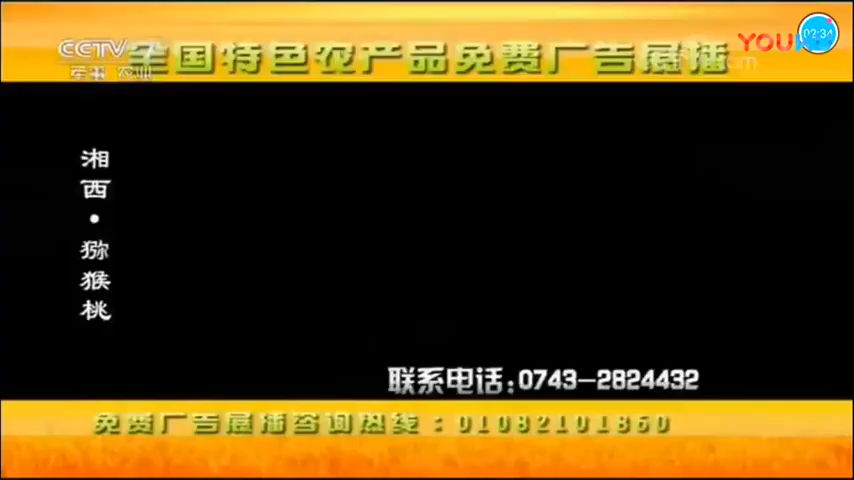 CCTV 7
军事 农业
全国特色农产品免费广告展播
02:34
湘西·猕猴桃
联系电话:0743-2824432
免费广告展播咨询热线:01082101860